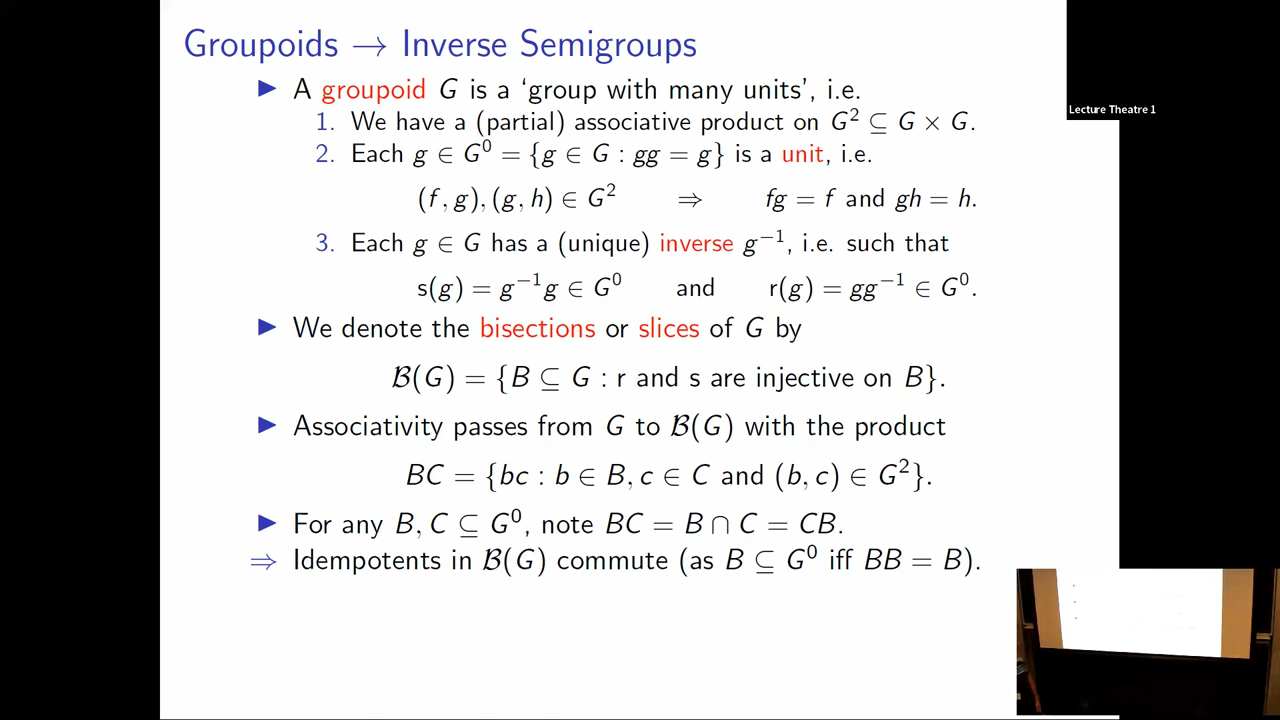 Groupoids → Inverse Semigroups
▶ A groupoid G is a ‘group with many units’, i.e.
1. We have a (partial) associative product on G² ⊆ G × G.
2. Each g ∈ G⁰ = {g ∈ G : gg = g} is a unit, i.e.
(f, g), (g, h) ∈ G² ⇒ fg = f and gh = h.
3. Each g ∈ G has a (unique) inverse g⁻¹, i.e. such that
s(g) = g⁻¹g ∈ G⁰ and r(g) = gg⁻¹ ∈ G⁰.
▶ We denote the bisections or slices of G by
ℬ(G) = {B ⊆ G : r and s are injective on B}.
▶ Associativity passes from G to ℬ(G) with the product
BC = {bc : b ∈ B, c ∈ C and (b, c) ∈ G²}.
▶ For any B, C ⊆ G⁰, note BC = B ∩ C = CB.
⇒ Idempotents in ℬ(G) commute (as B ⊆ G⁰ iff BB = B).
Lecture Theatre 1